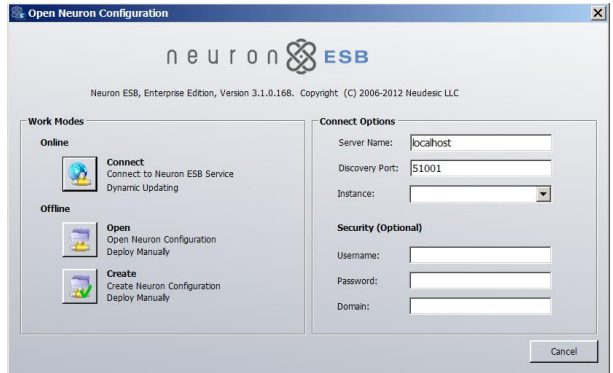 Open Neuron Configuration
neuron ESB
Neuron ESB, Enterprise Edition, Version 3.1.0.168. Copyright (C) 2006-2012 Neudesic LLC
Work Modes
Online
Connect
Connect to Neuron ESB Service
Dynamic Updating
Offline
Open
Open Neuron Configuration
Deploy Manually
Create
Create Neuron Configuration
Deploy Manually
Connect Options
Server Name: localhost
Discovery Port: 51001
Instance:
Security (Optional)
Username:
Password:
Domain:
Cancel